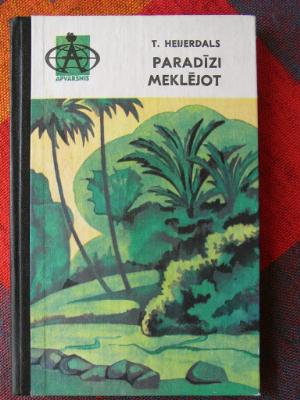 APVĀRSNIS
T. HEIJERDALS
PARADĪZI
MEKLĒJOT